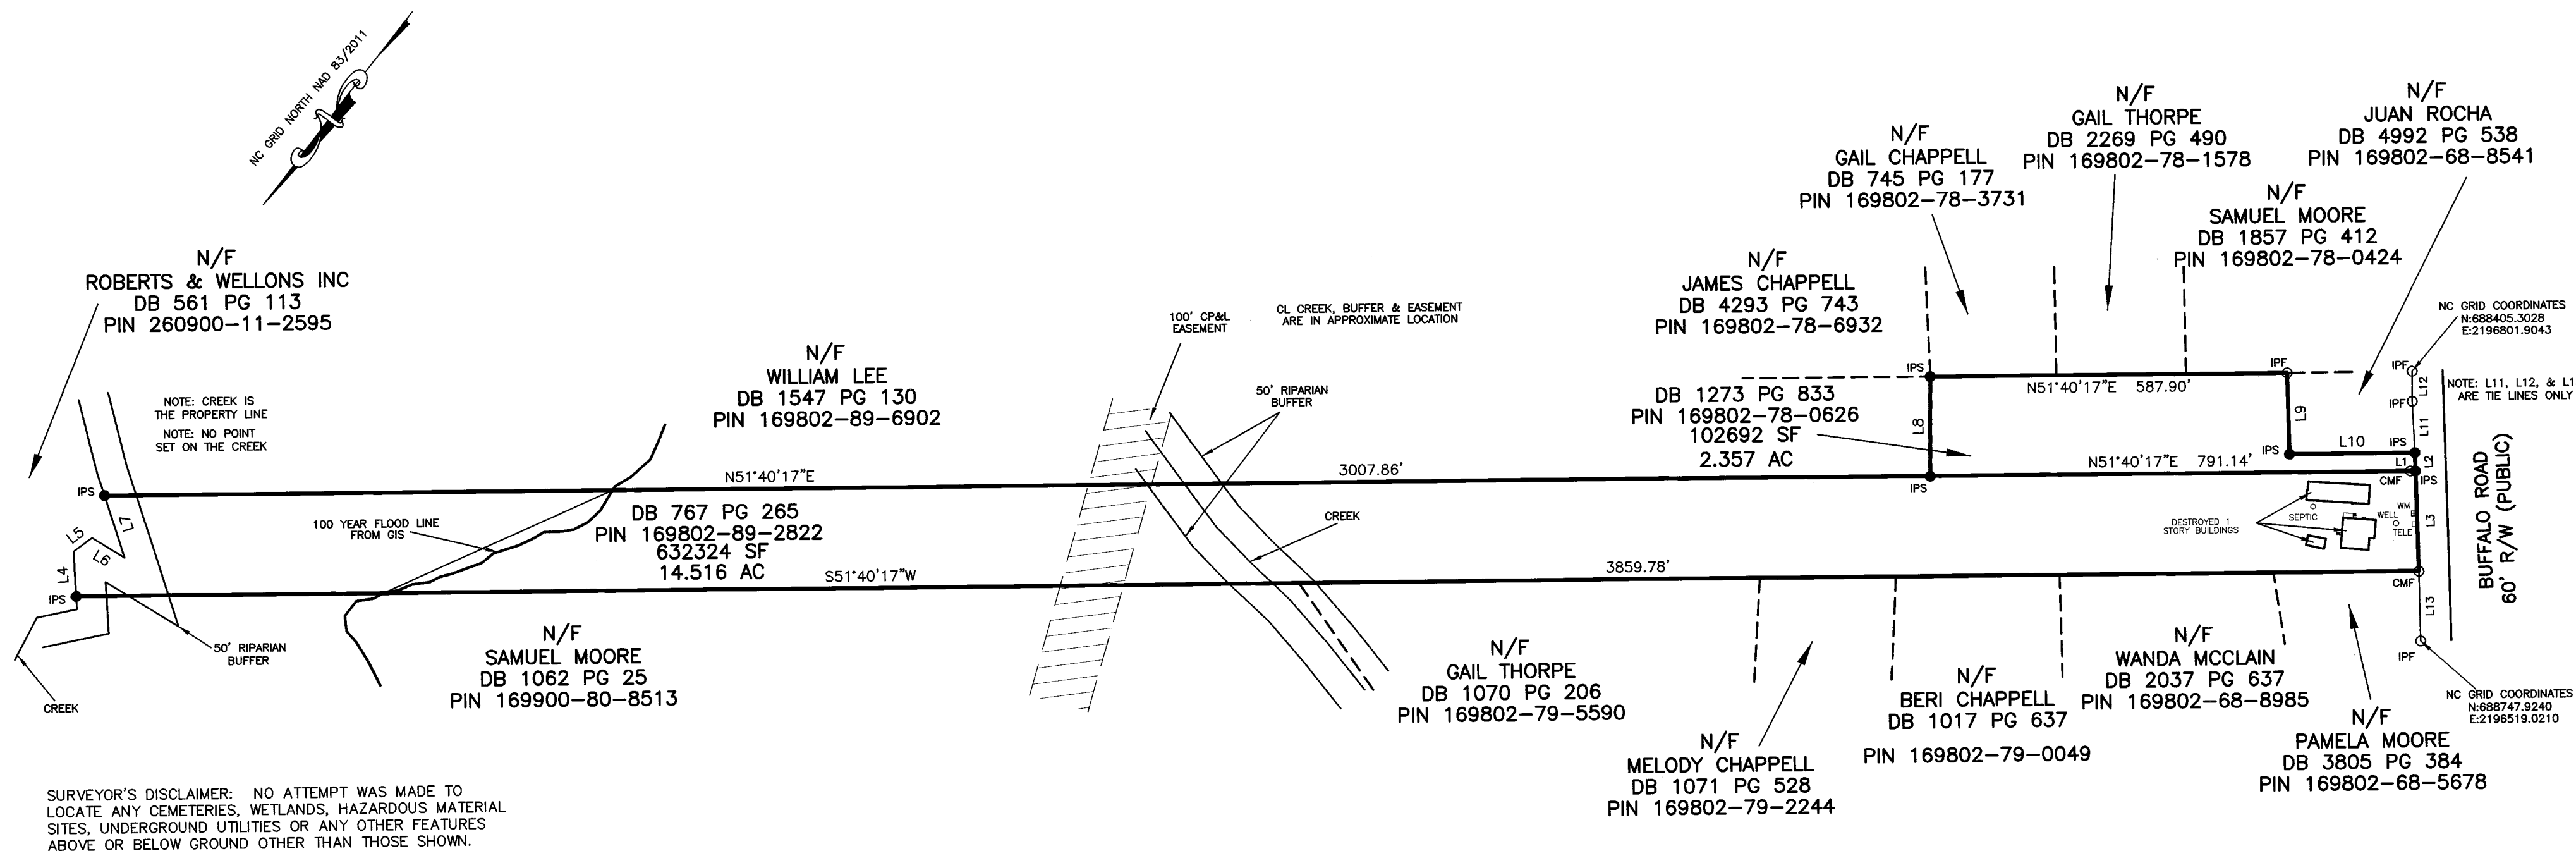 NC GRID NORTH NAD 83/2011
N/F
ROBERTS & WELLONS INC
DB 561 PG 113
PIN 260900-11-2595
NOTE: CREEK IS
THE PROPERTY LINE
NOTE: NO POINT
SET ON THE CREEK
N/F
WILLIAM LEE
DB 1547 PG 130
PIN 169802-89-6902
100' CP&L
EASEMENT
CL CREEK, BUFFER & EASEMENT
ARE IN APPROXIMATE LOCATION
50' RIPARIAN
BUFFER
N/F
JAMES CHAPPELL
DB 4293 PG 743
PIN 169802-78-6932
N/F
GAIL CHAPPELL
DB 745 PG 177
PIN 169802-78-3731
N/F
GAIL THORPE
DB 2269 PG 490
PIN 169802-78-1578
N/F
JUAN ROCHA
DB 4992 PG 538
PIN 169802-68-8541
N/F
SAMUEL MOORE
DB 1857 PG 412
PIN 169802-78-0424
NC GRID COORDINATES
N:688405.3028
E:2196801.9043
IPS
N51°40'17"E 587.90'
IPF
IPF
L12
NOTE: L11, L12, & L1
ARE TIE LINES ONLY
IPF
L11
DB 1273 PG 833
PIN 169802-78-0626
102692 SF
2.357 AC
L8
L9
L10
IPS
IPS
IPS
N51°40'17"E
3007.86'
N51°40'17"E 791.14'
L1
L2
IPS
CMF
IPS
BUFFALO ROAD
60' R/W (PUBLIC)
L7
L5
L6
L4
IPS
100 YEAR FLOOD LINE
FROM GIS
DB 767 PG 265
PIN 169802-89-2822
632324 SF
14.516 AC
CREEK
DESTROYED 1
STORY BUILDINGS
SEPTIC
WM
WELL
TELE
L3
S51°40'17"W
3859.78'
CMF
L13
IPF
50' RIPARIAN
BUFFER
CREEK
N/F
SAMUEL MOORE
DB 1062 PG 25
PIN 169900-80-8513
N/F
GAIL THORPE
DB 1070 PG 206
PIN 169802-79-5590
N/F
MELODY CHAPPELL
DB 1071 PG 528
PIN 169802-79-2244
N/F
BERI CHAPPELL
DB 1017 PG 637
PIN 169802-79-0049
N/F
WANDA MCCLAIN
DB 2037 PG 637
PIN 169802-68-8985
N/F
PAMELA MOORE
DB 3805 PG 384
PIN 169802-68-5678
NC GRID COORDINATES
N:688747.9240
E:2196519.0210
SURVEYOR'S DISCLAIMER: NO ATTEMPT WAS MADE TO
LOCATE ANY CEMETERIES, WETLANDS, HAZARDOUS MATERIAL
SITES, UNDERGROUND UTILITIES OR ANY OTHER FEATURES
ABOVE OR BELOW GROUND OTHER THAN THOSE SHOWN.